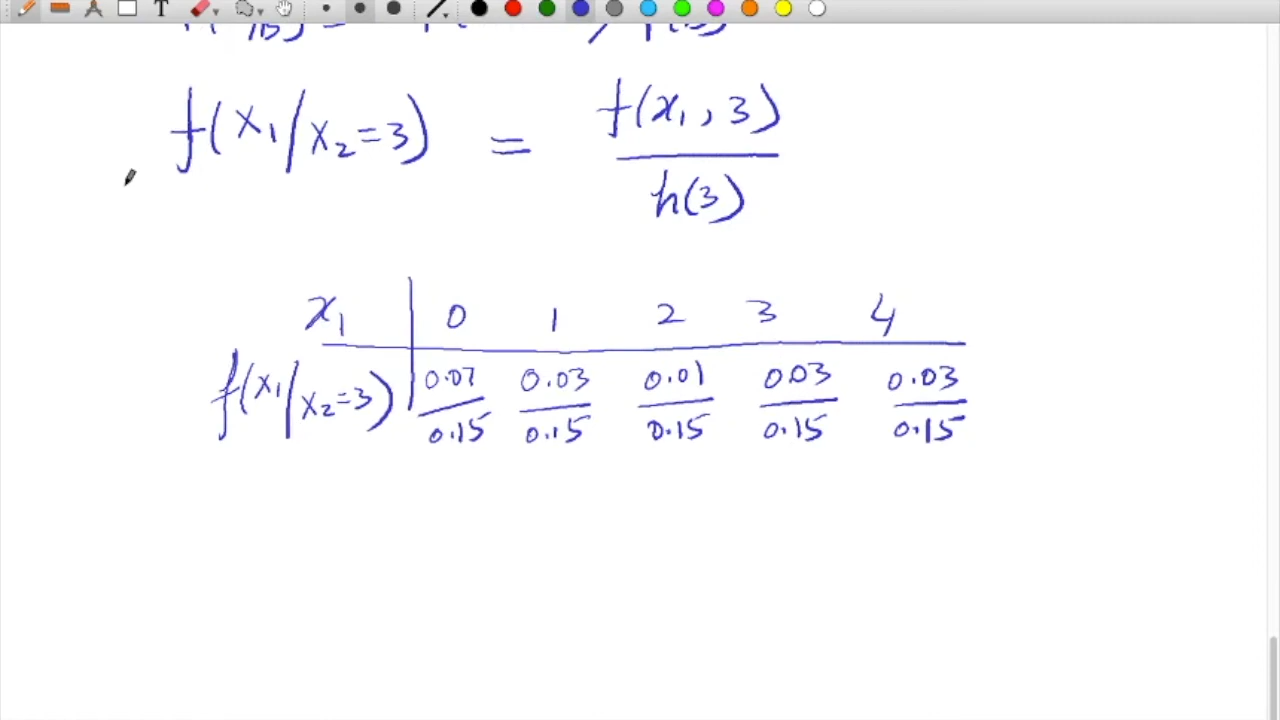 f(x₁/x₂=3) = f(x₁, 3)
h(3)
x₁ 0 1 2 3 4
f(x₁/x₂=3) 0.07 0.03 0.01 0.03 0.03
0.15 0.15 0.15 0.15 0.15